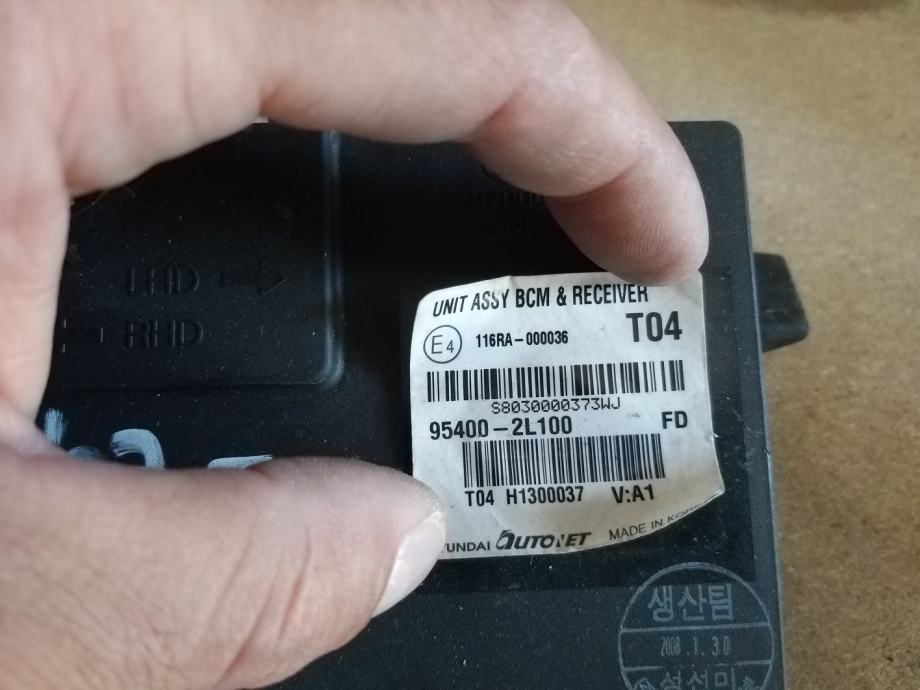 LHD
RHD
UNIT ASSY BCM & RECEIVER
E4 116RA-000036 T04
S8030000373WJ
95400-2L100 FD
T04 H1300037 V:A1
YUNDAI AUTONET MADE IN KOR
생산팀
2008.1.30